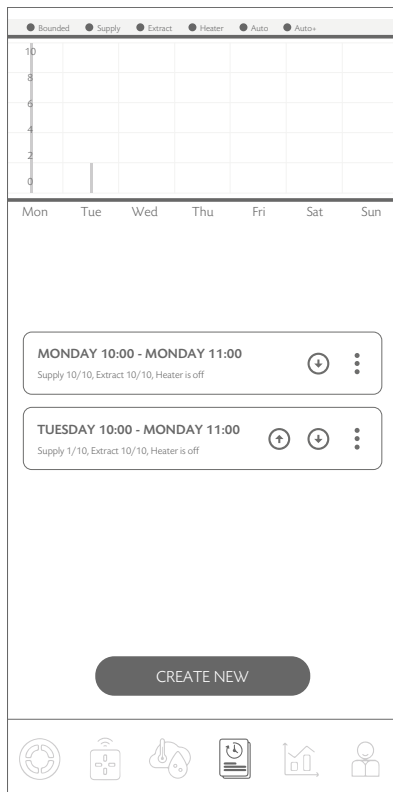 Bounded Supply Extract Heater Auto Auto+
10
8
6
4
2
0
Mon Tue Wed Thu Fri Sat Sun
MONDAY 10:00 - MONDAY 11:00
Supply 10/10, Extract 10/10, Heater is off
TUESDAY 10:00 - MONDAY 11:00
Supply 1/10, Extract 10/10, Heater is off
CREATE NEW